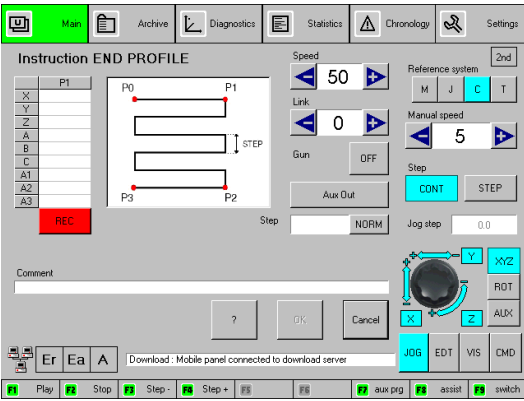 Main Archive Diagnostics Statistics Chronology Settings
Instruction END PROFILE
Speed
2nd
Reference system
M J C T
50
P1
X
Y
Z
A
B
C
A1
A2
A3
REC
P0 P1
STEP
P3 P2
Link
0
Manual speed
5
Gun OFF
Step
CONT STEP
Aux Out
Step NORM
Jog step 0.0
Comment
Y XYZ
ROT
X Z AUX
? OK Cancel
JOG EDT VIS CMD
Er Ea A Download : Mobile panel connected to download server
F1 Play F2 Stop F3 Step - F4 Step + F5 F6 F7 aux prg F8 assist F9 switch